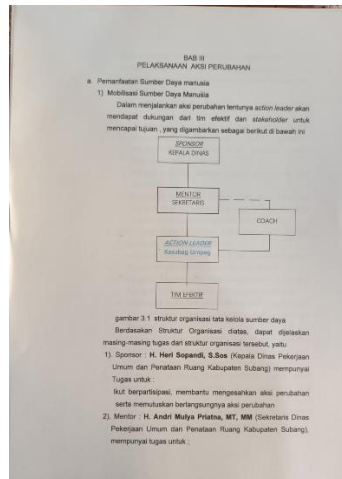 BAB III
PELAKSANAAN AKSI PERUBAHAN
a. Pemanfaatan Sumber Daya manusia
1) Mobilisasi Sumber Daya Manusia
Dalam menjalankan aksi perubahan tentunya action leader akan
mendapat dukungan dari tim efektif dan stakeholder untuk
mencapai tujuan , yang digambarkan sebagai berikut di bawah ini
SPONSOR
KEPALA DINAS
MENTOR
SEKRETARIS
COACH
ACTION LEADER
Kasubag Umpeg
TIM EFEKTIF
gambar 3.1 struktur organisasi tata kelola sumber daya
Berdasakan Struktur Organisasi diatas, dapat dijelaskan
masing-masing tugas dari struktur organisasi tersebut, yaitu
1). Sponsor : H. Heri Sopandi, S.Sos (Kepala Dinas Pekerjaan
Umum dan Penataan Ruang Kabupaten Subang) mempunyai
Tugas untuk :
Ikut berpartisipasi, membantu mengesahkan aksi perubahan
serta memutuskan berlangsungnya aksi perubahan
2). Mentor : H. Andri Mulya Priatna, MT, MM (Sekretaris Dinas
Pekerjaan Umum dan Penataan Ruang Kabupaten Subang),
mempunyai tugas untuk ;